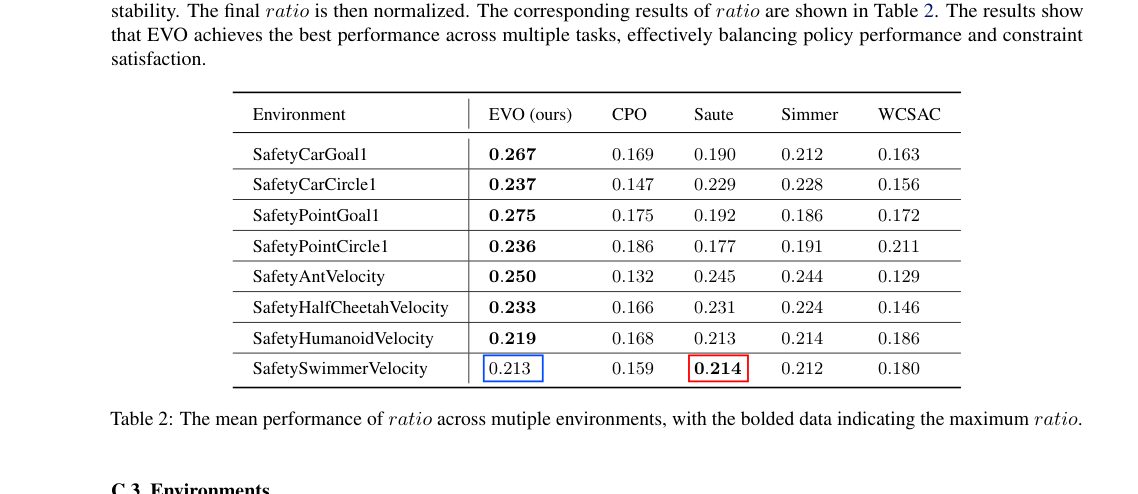 stability. The final ratio is then normalized. The corresponding results of ratio are shown in Table 2. The results show
that EVO achieves the best performance across multiple tasks, effectively balancing policy performance and constraint
satisfaction.
Environment EVO (ours) CPO Saute Simmer WCSAC
SafetyCarGoal1 0.267 0.169 0.190 0.212 0.163
SafetyCarCircle1 0.237 0.147 0.229 0.228 0.156
SafetyPointGoal1 0.275 0.175 0.192 0.186 0.172
SafetyPointCircle1 0.236 0.186 0.177 0.191 0.211
SafetyAntVelocity 0.250 0.132 0.245 0.244 0.129
SafetyHalfCheetahVelocity 0.233 0.166 0.231 0.224 0.146
SafetyHumanoidVelocity 0.219 0.168 0.213 0.214 0.186
SafetySwimmerVelocity 0.213 0.159 0.214 0.212 0.180
Table 2: The mean performance of ratio across mutiple environments, with the bolded data indicating the maximum ratio.
C.3. Environments